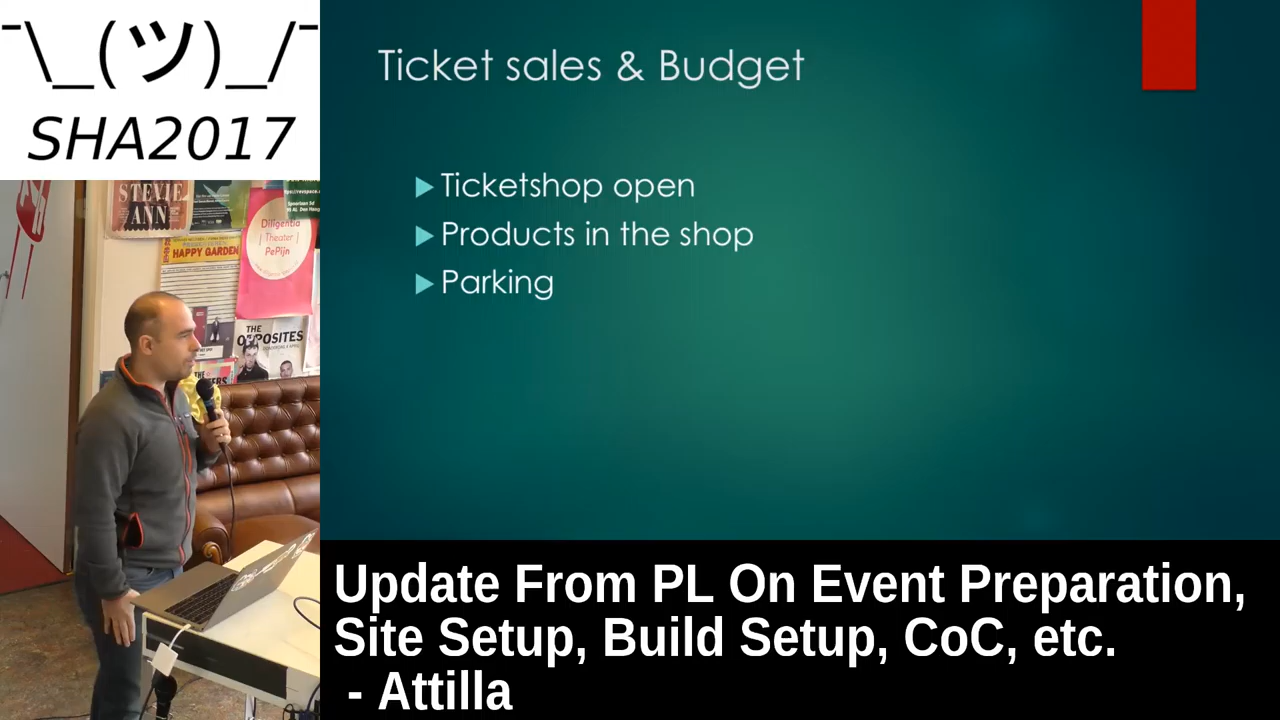 ¯\_(ツ)_/¯
SHA2017
Ticket sales & Budget
Ticketshop open
Products in the shop
Parking
STEVIE
ANN
Diligentia
Theater
PePijn
HAPPY GARDEN
THE
OPPOSITES
THE
Update From PL On Event Preparation,
Site Setup, Build Setup, CoC, etc.
- Attilla